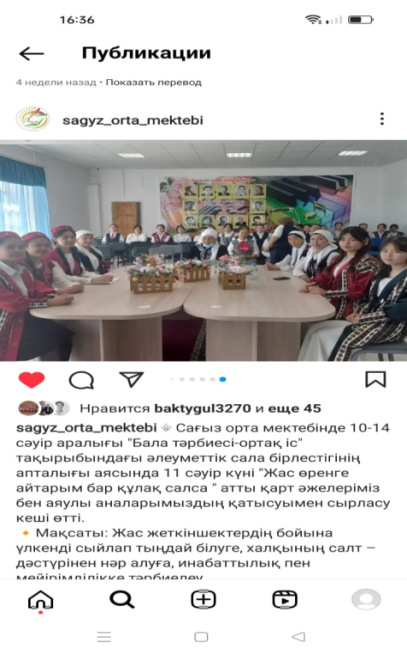 16:36
Публикации
4 недели назад • Показать перевод
sagyz_orta_mektebi
Нравится baktygul3270 и еще 45
sagyz_orta_mektebi Сағыз орта мектебінде 10-14
сәуір аралығы "Бала тәрбиесі-ортақ іс"
тақырыбындағы әлеуметтік сала бірлестігінің
апталығы аясында 11 сәуір күні "Жас өренге
айтарым бар құлақ салса " атты қарт әжелеріміз
бен аяулы аналарымыздың қатысуымен сырласу
кеші өтті.
🔸 Мақсаты: Жас жеткіншектердің бойына
үлкенді сыйлап тыңдай білуге, халқының салт –
дәстүрінен нәр алуға, инабаттылық пен
мейірімділікке тәрбиелеу